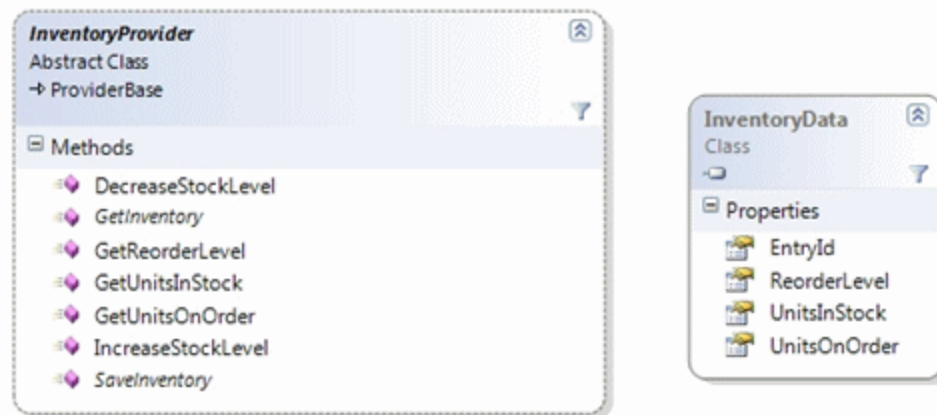 InventoryProvider
Abstract Class
ProviderBase
Methods
DecreaseStockLevel
GetInventory
GetReorderLevel
GetUnitsInStock
GetUnitsOnOrder
IncreaseStockLevel
SaveInventory
InventoryData
Class
Properties
EntryId
ReorderLevel
UnitsInStock
UnitsOnOrder